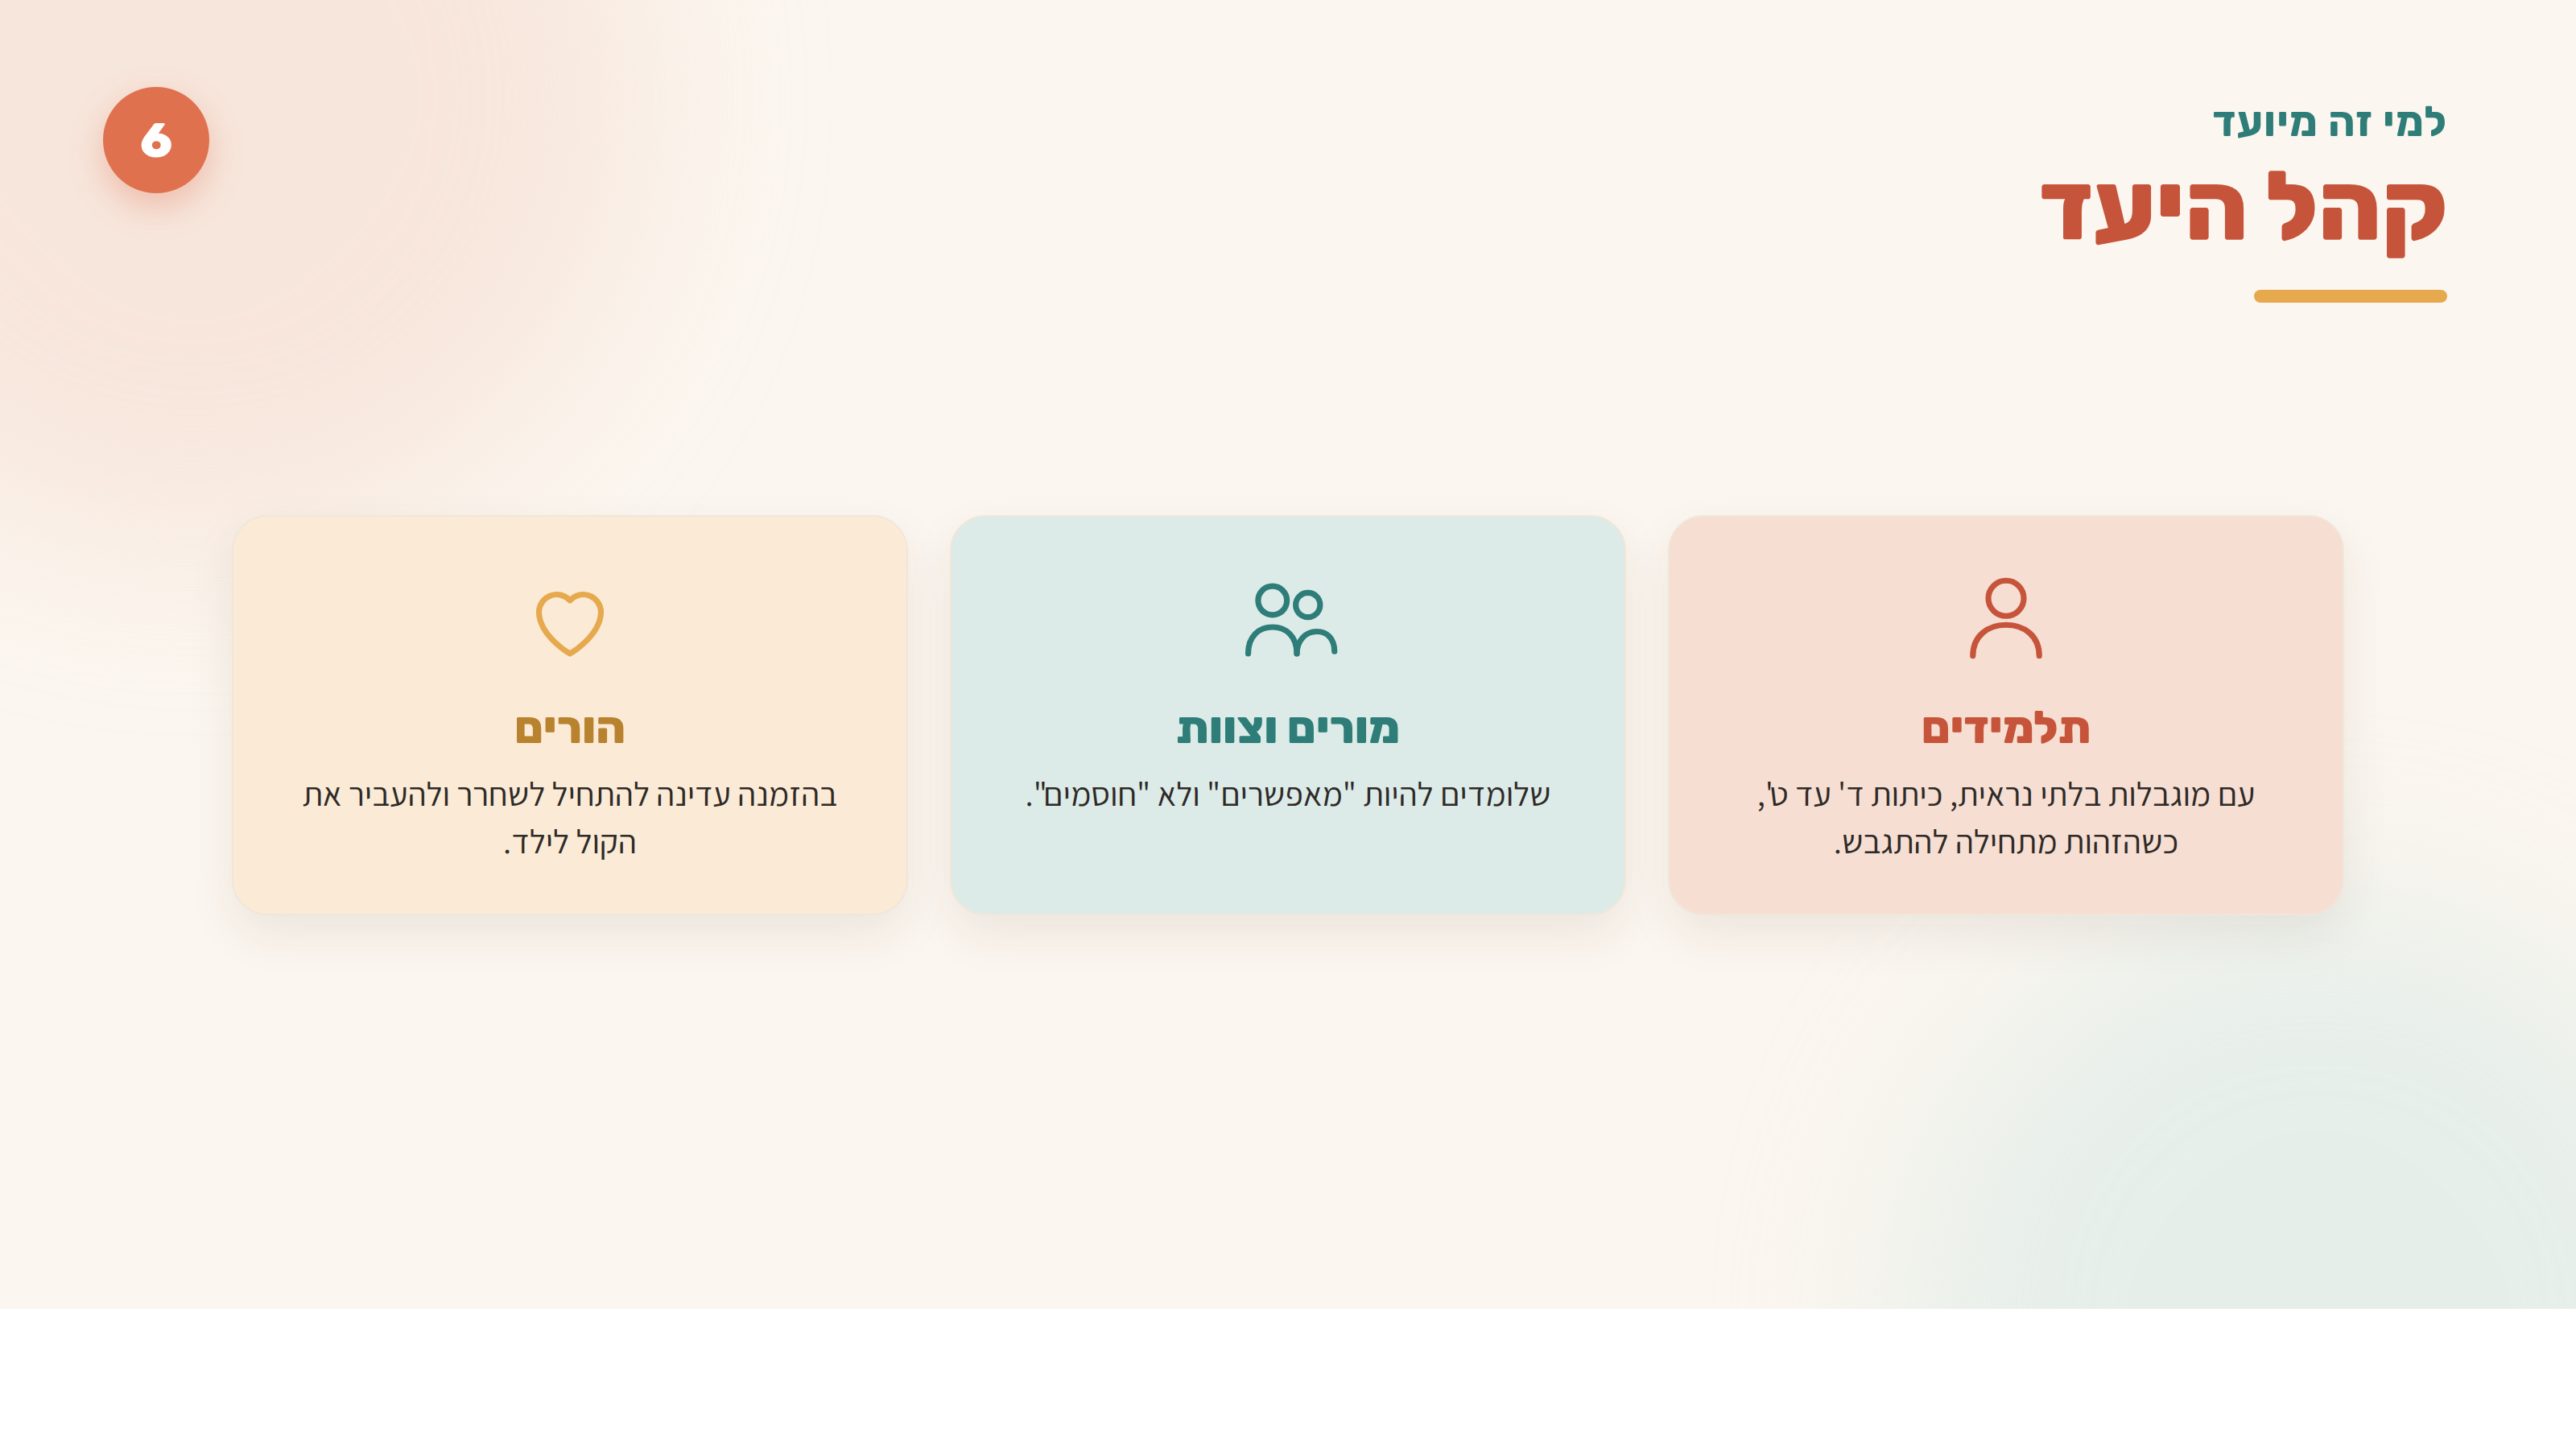 למי זה מיועד
קהל היעד
6
תלמידים
עם מוגבלות בלתי נראית, כיתות ד' עד ט',
כשהזהות מתחילה להתגבש.
מורים וצוות
שלומדים להיות "מאפשרים" ולא "חוסמים".
הורים
בהזמנה עדינה להתחיל לשחרר ולהעביר את
הקול לילד.